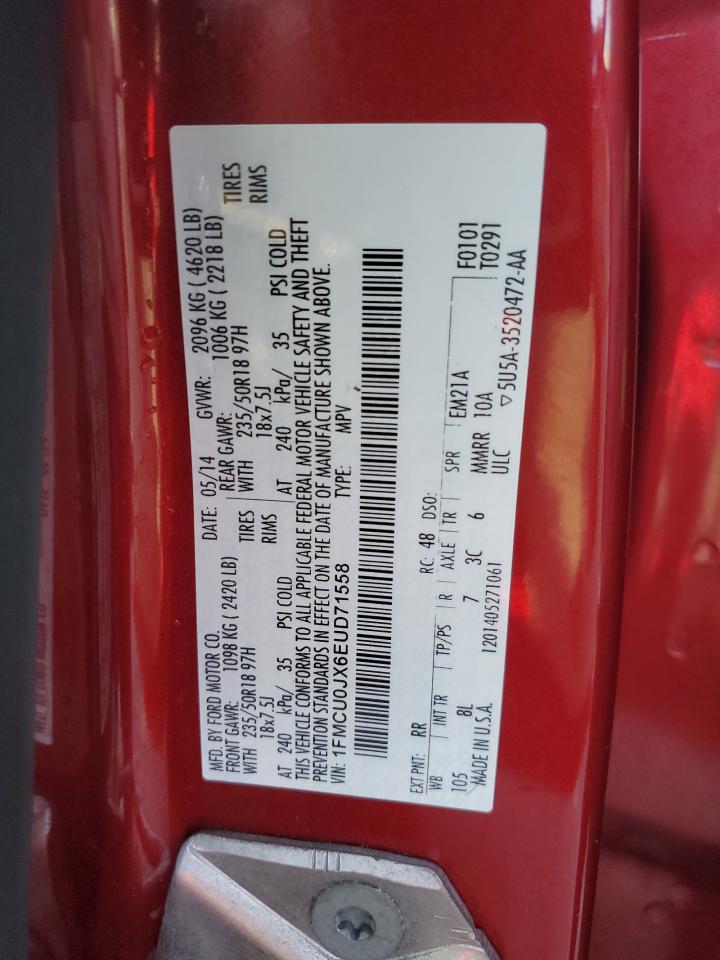 MFD. BY FORD MOTOR CO.
DATE: 05/14 GVWR: 2096 KG ( 4620 LB)
FRONT GAWR: 1098 KG ( 2420 LB) REAR GAWR: 1006 KG ( 2218 LB)
WITH 235/50R18 97H TIRES WITH 235/50R18 97H TIRES
18x7.5J RIMS 18x7.5J RIMS
AT 240 kPa/ 35 PSI COLD AT 240 kPa/ 35 PSI COLD
THIS VEHICLE CONFORMS TO ALL APPLICABLE FEDERAL MOTOR VEHICLE SAFETY AND THEFT
PREVENTION STANDARDS IN EFFECT ON THE DATE OF MANUFACTURE SHOWN ABOVE.
VIN: 1FMCU0JX6EUD71558 TYPE: MPV
F0101
T0291
EXT PNT: RR RC: 48 DSO:
WB INT TR TP/PS R AXLE TR SPR EM21A
105 8L 7 3C 6 MMRR 10A
MADE IN U.S.A. 1201405271061 ULC
▽5U5A-3520472-AA